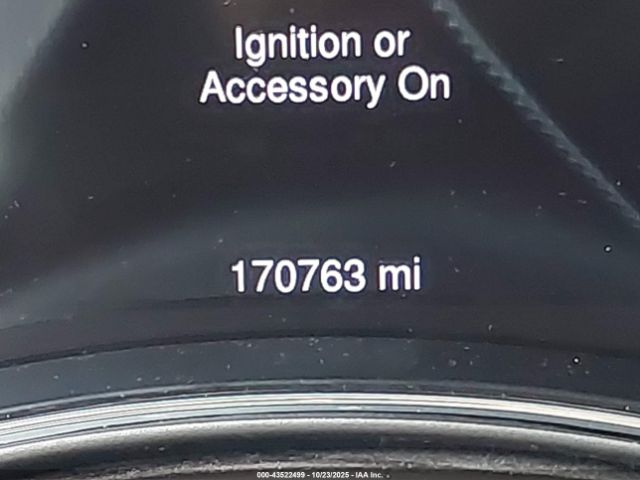 Ignition or
Accessory On
170763 mi
000-43522499 - 10/23/2025 - IAA Inc.